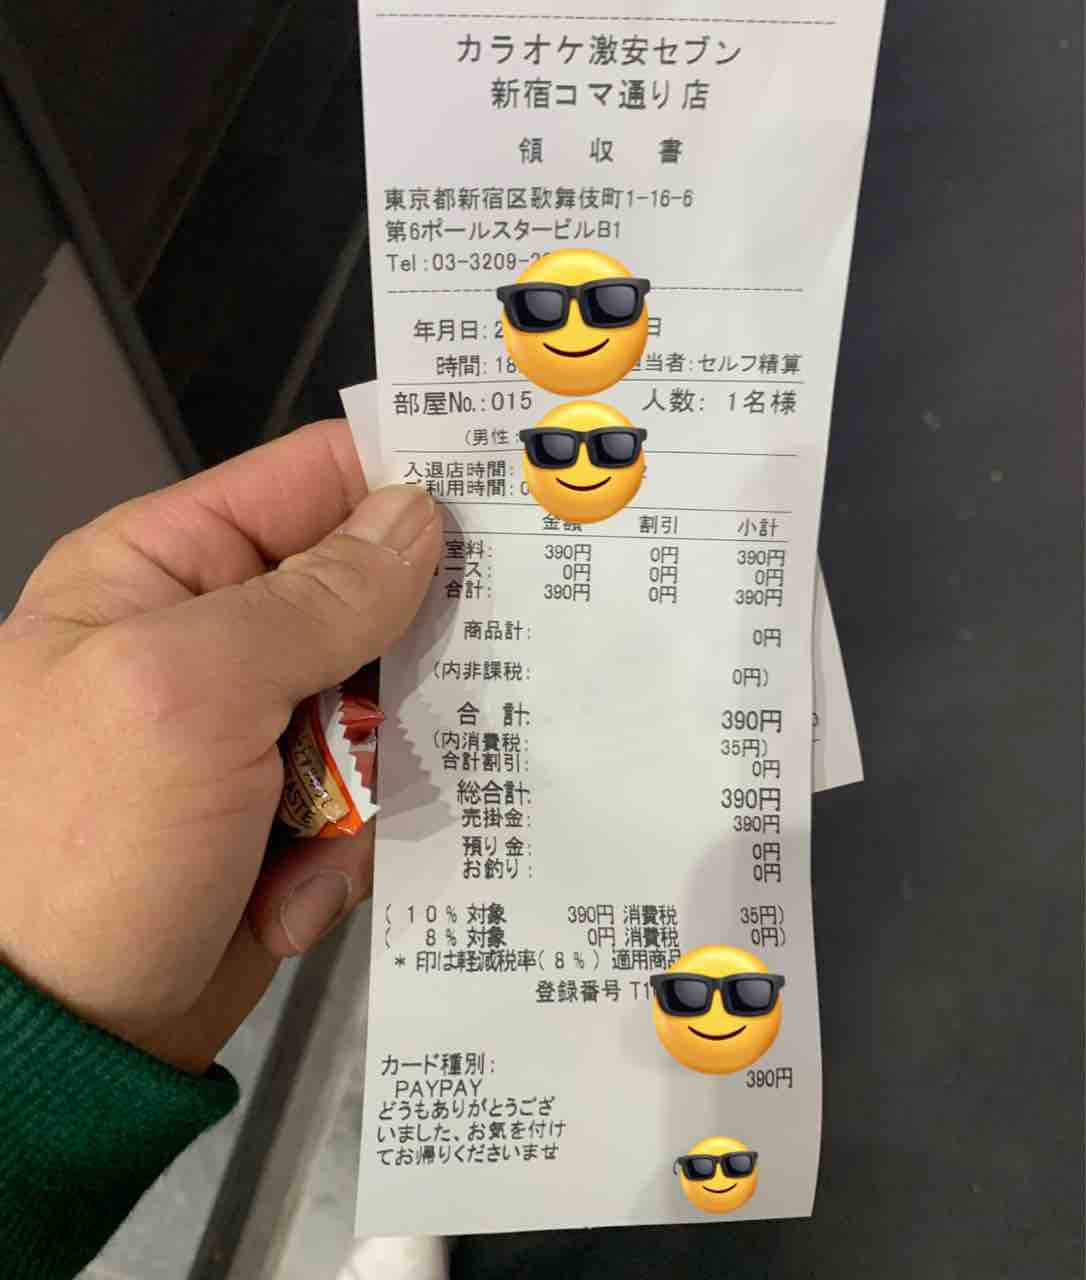 カラオケ激安セブン
新宿コマ通り店
領 収 書
東京都新宿区歌舞伎町1-16-6
第6ポールスタービルB1
Tel:03-3209-
年月日:2 日
時間:18 当者:セルフ精算
部屋No.:015 人数: 1名様
(男性:
入退店時間:
利用時間:0
金額 割引 小計
室料: 390円 0円 390円
ース: 0円 0円 0円
合計: 390円 0円 390円
商品計: 0円
(内非課税: 0円)
合 計: 390円
(内消費税: 35円)
合計割引: 0円
総合計: 390円
売掛金: 390円
預り金: 0円
お釣り: 0円
(10%対象 390円 消費税 35円)
( 8%対象 0円 消費税 0円)
*印は軽減税率(8%)適用商品
登録番号 T1
カード種別:
PAYPAY 390円
どうもありがとうござ
いました、お気を付け
てお帰りくださいませ
ASTE